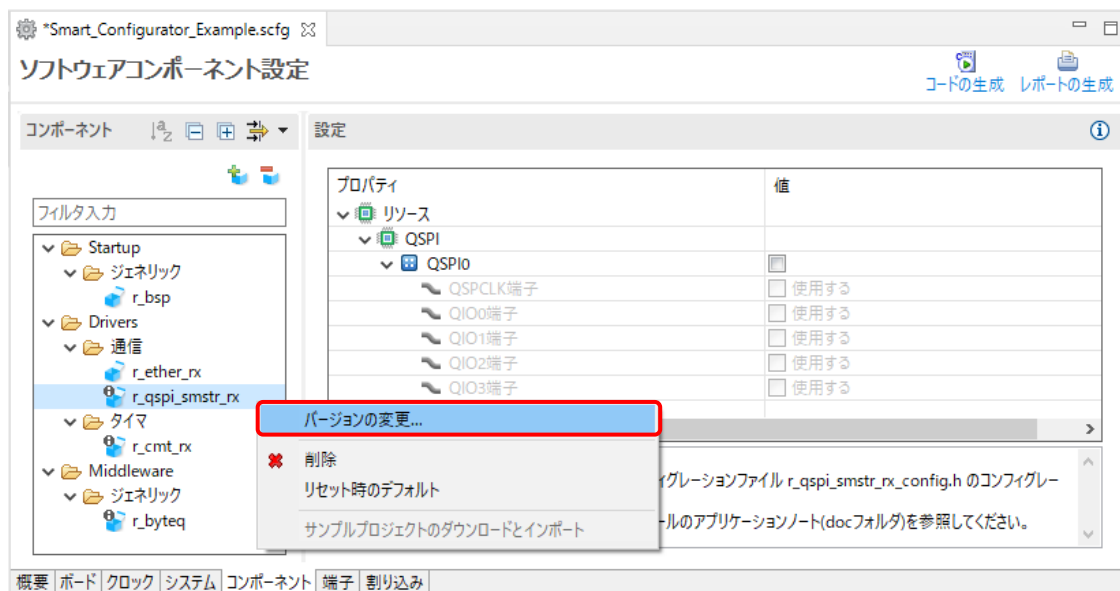 *Smart_Configurator_Example.scfg
ソフトウェアコンポーネント設定
コードの生成 レポートの生成
コンポーネント
設定
フィルタ入力
Startup
ジェネリック
r_bsp
Drivers
通信
r_ether_rx
r_qspi_smstr_rx
タイマ
r_cmt_rx
Middleware
ジェネリック
r_byteq
プロパティ 値
リソース
QSPI
QSPI0
QSPCLK端子 使用する
QIO0端子 使用する
QIO1端子 使用する
QIO2端子 使用する
QIO3端子 使用する
バージョンの変更...
削除
リセット時のデフォルト
サンプルプロジェクトのダウンロードとインポート
ィグレーションファイル r_qspi_smstr_rx_config.h のコンフィグレー
ールのアプリケーションノート(docフォルダ)を参照してください。
概要 ボード クロック システム コンポーネント 端子 割り込み